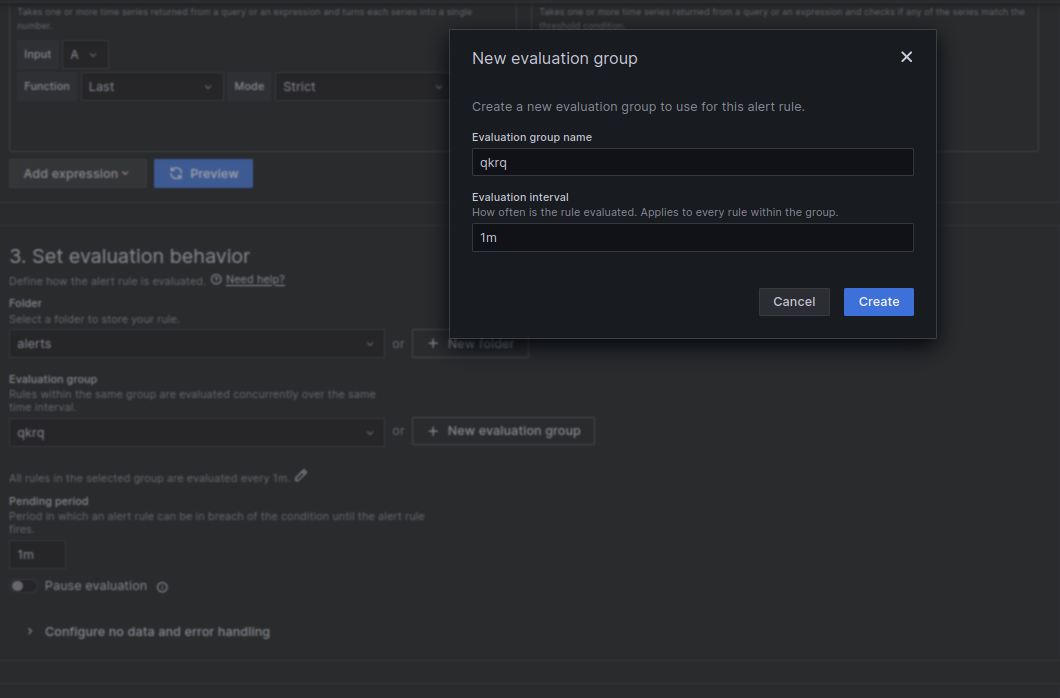 Takes one or more time series returned from a query or an expression and turns each series into a single
number.
Takes one or more time series returned from a query or an expression and checks if any of the series match the
threshold condition.
Input A
Function Last Mode Strict
Add expression Preview
New evaluation group
Create a new evaluation group to use for this alert rule.
Evaluation group name
qkrq
Evaluation interval
How often is the rule evaluated. Applies to every rule within the group.
1m
Cancel Create
3. Set evaluation behavior
Define how the alert rule is evaluated. Need help?
Folder
Select a folder to store your rule.
alerts or + New folder
Evaluation group
Rules within the same group are evaluated concurrently over the same
time interval.
qkrq or + New evaluation group
All rules in the selected group are evaluated every 1m.
Pending period
Period in which an alert rule can be in breach of the condition until the alert rule
fires.
1m
Pause evaluation
Configure no data and error handling